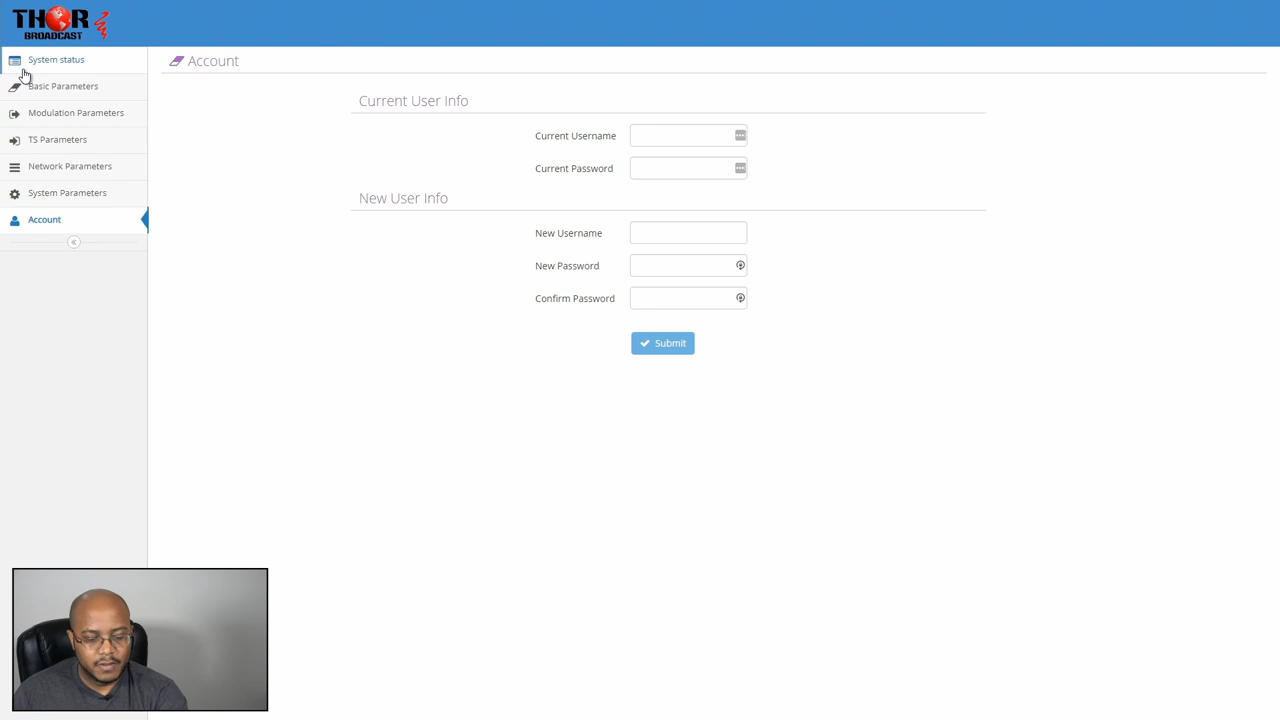 THOR
BROADCAST
System status
Basic Parameters
Modulation Parameters
TS Parameters
Network Parameters
System Parameters
Account
Account
Current User Info
Current Username
Current Password
New User Info
New Username
New Password
Confirm Password
Submit